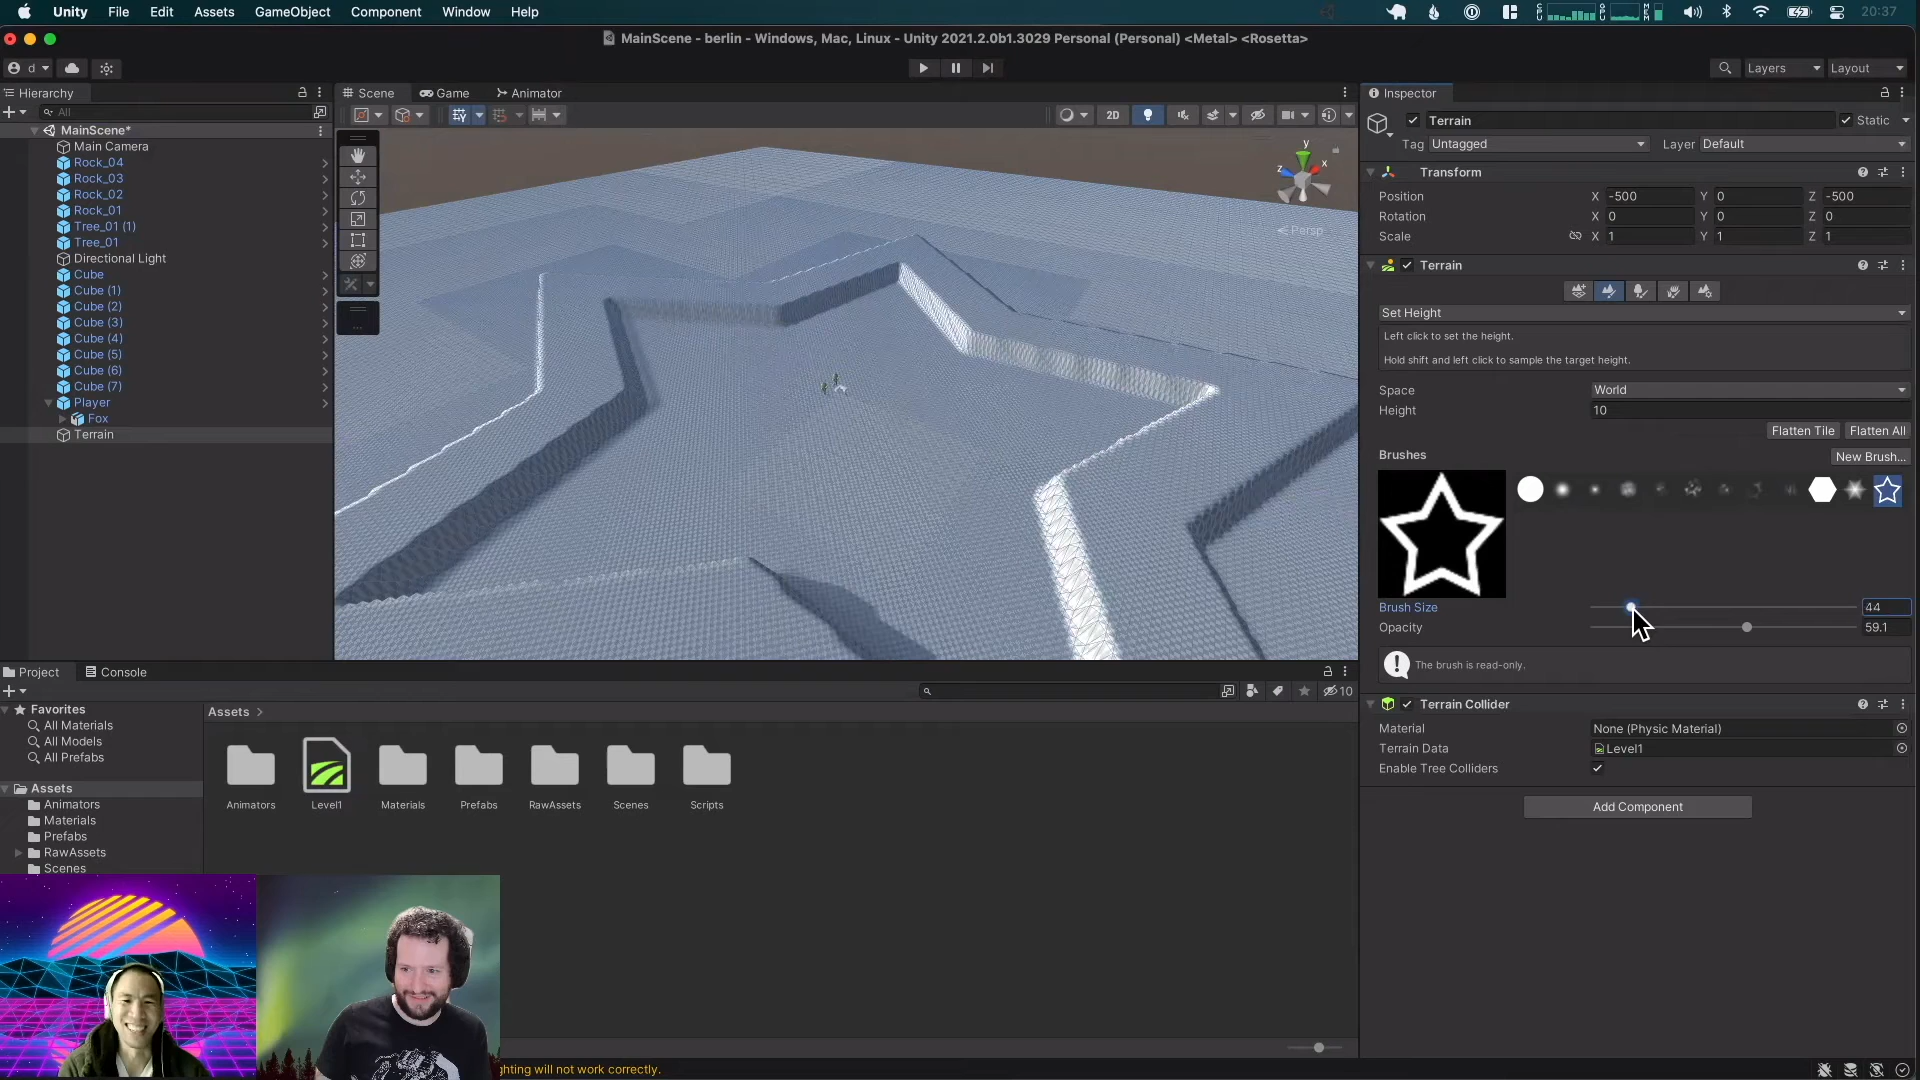 Unity File Edit Assets GameObject Component Window Help
CPU GPU MEM 20:37
MainScene - berlin - Windows, Mac, Linux - Unity 2021.2.0b1.3029 Personal (Personal) <Metal> <Rosetta>
d
Layers Layout
Hierarchy
All
MainScene*
Main Camera
Rock_04
Rock_03
Rock_02
Rock_01
Tree_01 (1)
Tree_01
Directional Light
Cube
Cube (1)
Cube (2)
Cube (3)
Cube (4)
Cube (5)
Cube (6)
Cube (7)
Player
Fox
Terrain
Scene Game Animator
2D
y
x
z
Persp
Inspector
Terrain Static
Tag Untagged Layer Default
Transform
Position X -500 Y 0 Z -500
Rotation X 0 Y 0 Z 0
Scale X 1 Y 1 Z 1
Terrain
Set Height
Left click to set the height.
Hold shift and left click to sample the target height.
Space World
Height 10
Flatten Tile Flatten All
Brushes
New Brush...
Brush Size 44
Opacity 59.1
The brush is read-only.
Terrain Collider
Material None (Physic Material)
Terrain Data Level1
Enable Tree Colliders
Add Component
Project Console
10
Favorites
All Materials
All Models
All Prefabs
Assets
Animators
Materials
Prefabs
RawAssets
Scenes
Assets >
Animators Level1 Materials Prefabs RawAssets Scenes Scripts
ghting will not work correctly.